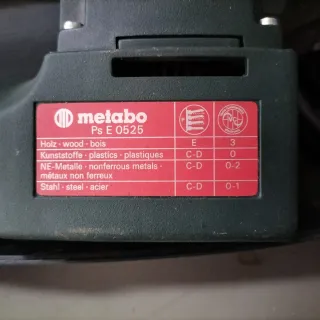 metabo
Ps E 0525
Holz · wood · bois E 3
Kunststoffe · plastics · plastiques C-D 0
NE-Metalle · nonferrous metals · C-D 0-2
métaux non ferreux
Stahl · steel · acier C-D 0-1